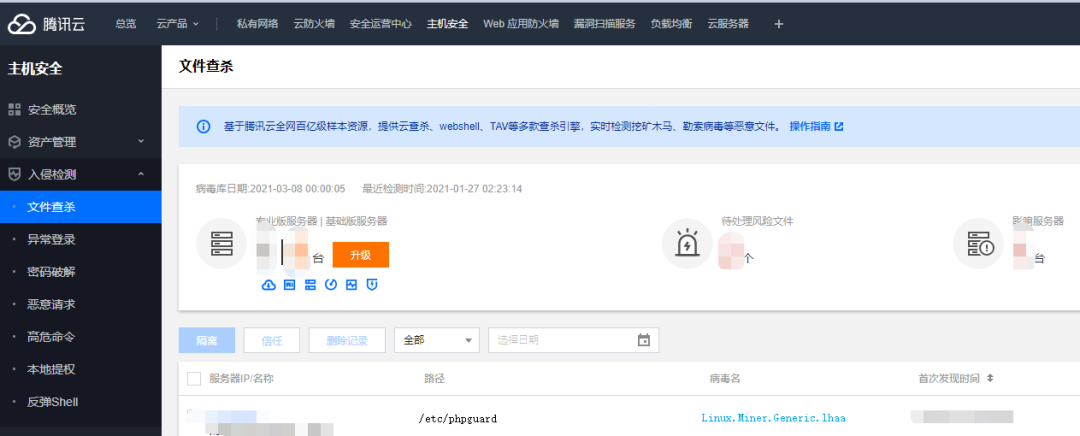 腾讯云 总览 云产品 私有网络 云防火墙 安全运营中心 主机安全 Web 应用防火墙 漏洞扫描服务 负载均衡 云服务器 +
主机安全
安全概览
资产管理
入侵检测
文件查杀
异常登录
密码破解
恶意请求
高危命令
本地提权
反弹Shell
文件查杀
基于腾讯云全网百亿级样本资源，提供云查杀、webshell、TAV等多款查杀引擎，实时检测挖矿木马、勒索病毒等恶意文件。 操作指南
病毒库日期:2021-03-08 00:00:05 最近检测时间:2021-01-27 02:23:14
专业版服务器 | 基础版服务器 待处理风险文件 影响服务器
台 升级 个 台
隔离 信任 删除记录 全部 选择日期
服务器IP/名称 路径 病毒名 首次发现时间
/etc/phpguard Linux.Miner.Generic.lhaa